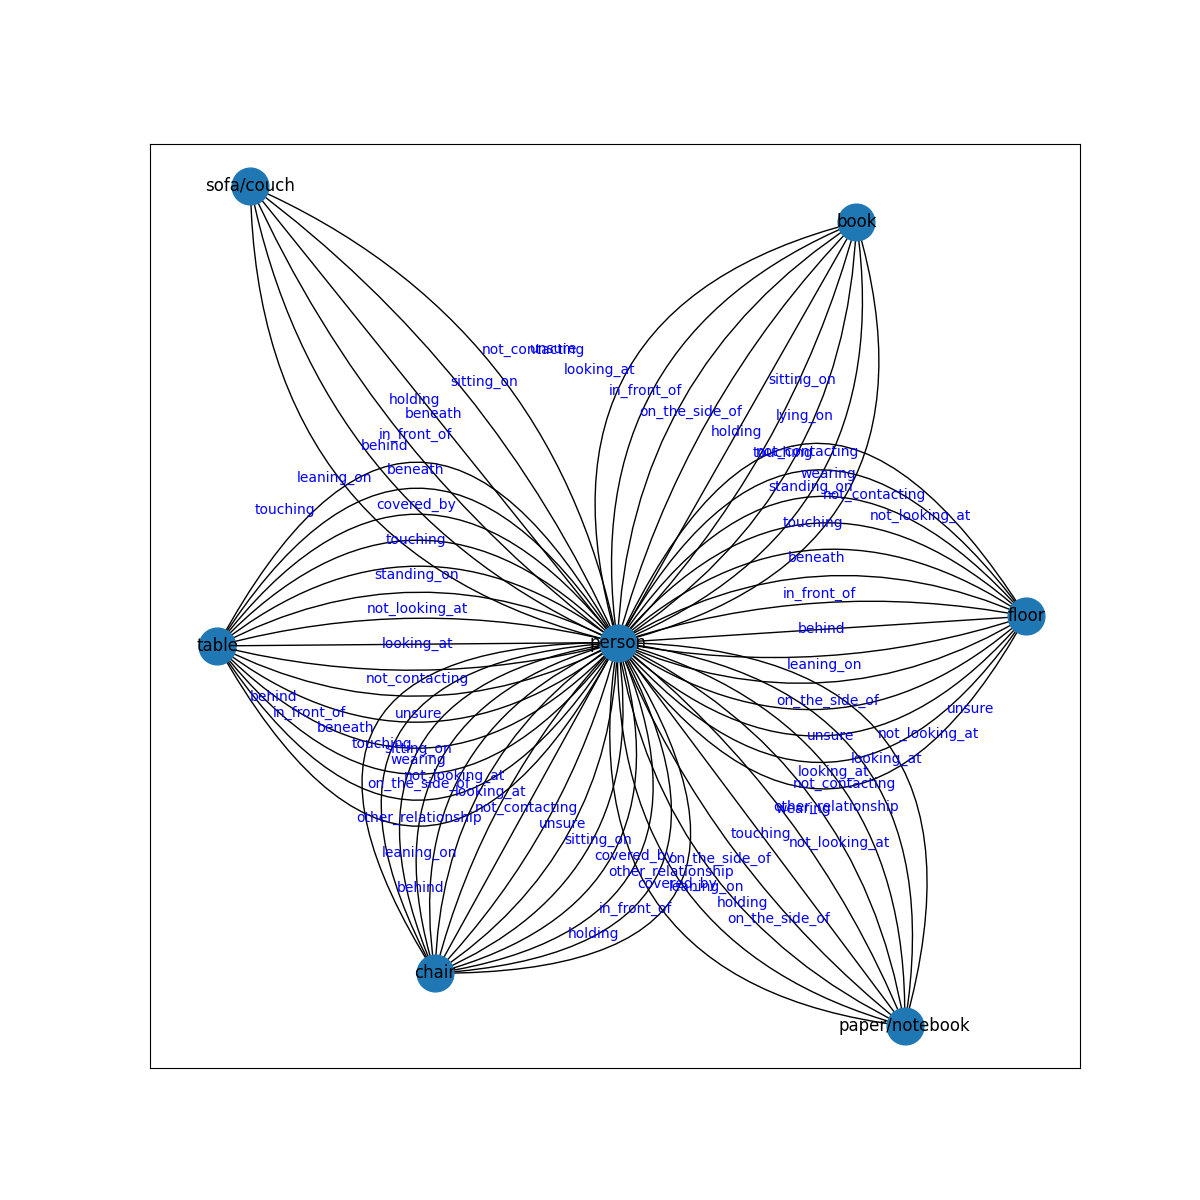 sofa/couch
book
not_contacting
unsure
looking_at
sitting_on
sitting_on
in_front_of
holding
beneath
on_the_side_of
lying_on
holding
in_front_of
behind
touching
not_contacting
beneath
wearing
leaning_on
standing_on
not_contacting
covered_by
touching
not_looking_at
touching
touching
beneath
standing_on
in_front_of
not_looking_at
floor
behind
table
looking_at
person
leaning_on
not_contacting
behind
on_the_side_of
in_front_of
unsure
unsure
beneath
unsure
not_looking_at
touching
sitting_on
wearing
looking_at
looking_at
not_looking_at
on_the_side_of
not_contacting
looking_at
not_contacting
other_relationship
wearing
other_relationship
unsure
touching
sitting_on
not_looking_at
leaning_on
covered_by
on_the_side_of
other_relationship
covered_by
leaning_on
behind
holding
in_front_of
on_the_side_of
holding
chair
paper/notebook